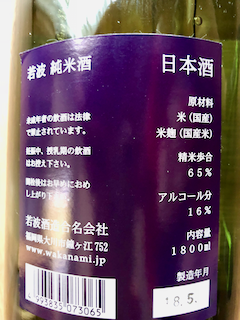 若波 純米酒
未成年者の飲酒は法律
で禁止されています。
妊娠中、授乳期の飲酒
はお控え下さい。
開栓後はお早めにおめ
し上がり下さい。
若波酒造合名会社
福岡県大川市鐘ヶ江752
www.wakanami.jp
4993835073065
日本酒
原材料
米(国産)
米麹(国産米)
精米歩合
65%
アルコール分
16%
内容量
1800ml
製造年月
18.5.